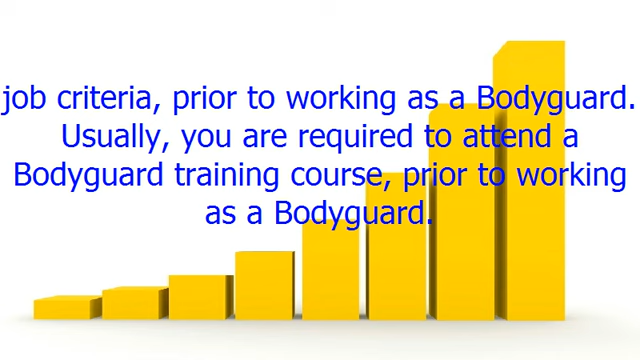 job criteria, prior to working as a Bodyguard.
Usually, you are required to attend a
Bodyguard training course, prior to working
as a Bodyguard.